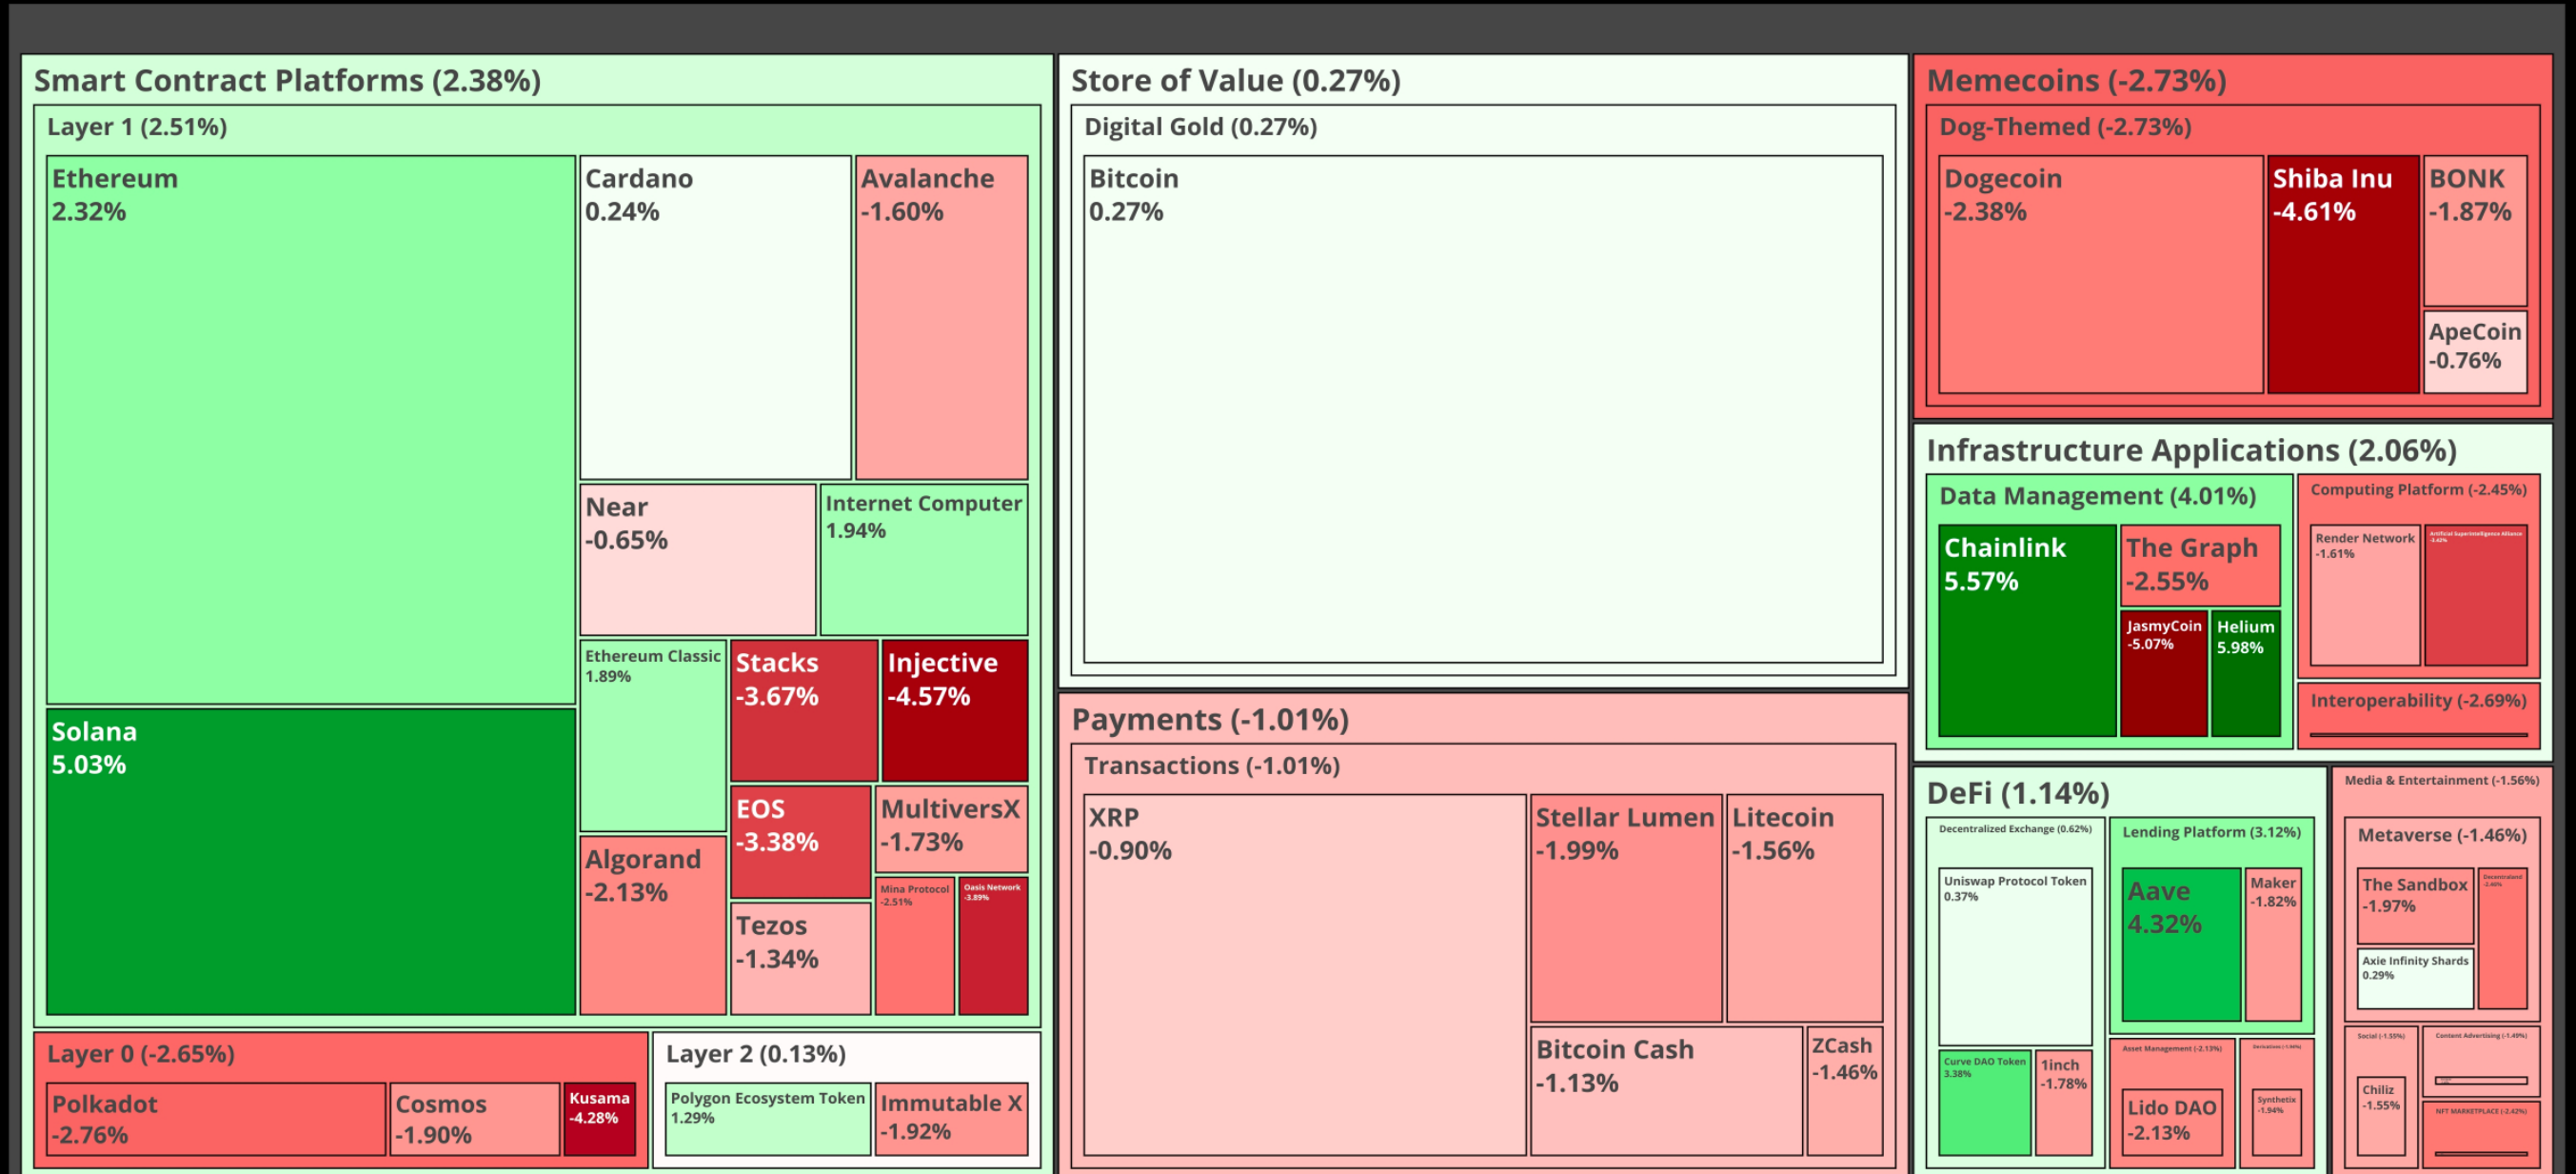 Smart Contract Platforms (2.38%)
Layer 1 (2.51%)
Ethereum
2.32%
Solana
5.03%
Cardano
0.24%
Avalanche
-1.60%
Near
-0.65%
Internet Computer
1.94%
Ethereum Classic
1.89%
Stacks
-3.67%
Injective
-4.57%
EOS
-3.38%
MultiversX
-1.73%
Algorand
-2.13%
Tezos
-1.34%
Mina Protocol
-2.51%
Oasis Network
-3.89%
Layer 0 (-2.65%)
Polkadot
-2.76%
Cosmos
-1.90%
Kusama
-4.28%
Layer 2 (0.13%)
Polygon Ecosystem Token
1.29%
Immutable X
-1.92%
Store of Value (0.27%)
Digital Gold (0.27%)
Bitcoin
0.27%
Payments (-1.01%)
Transactions (-1.01%)
XRP
-0.90%
Stellar Lumen
-1.99%
Litecoin
-1.56%
Bitcoin Cash
-1.13%
ZCash
-1.46%
Memecoins (-2.73%)
Dog-Themed (-2.73%)
Dogecoin
-2.38%
Shiba Inu
-4.61%
BONK
-1.87%
ApeCoin
-0.76%
Infrastructure Applications (2.06%)
Data Management (4.01%)
Chainlink
5.57%
The Graph
-2.55%
JasmyCoin
-5.07%
Helium
5.98%
Computing Platform (-2.45%)
Render Network
-1.61%
Artificial Superintelligence Alliance
-3.42%
Interoperability (-2.69%)
DeFi (1.14%)
Decentralized Exchange (0.62%)
Uniswap Protocol Token
0.37%
Curve DAO Token
3.38%
1inch
-1.78%
Lending Platform (3.12%)
Aave
4.32%
Maker
-1.82%
Asset Management (-2.13%)
Lido DAO
-2.13%
Derivatives (-1.94%)
Synthetix
-1.94%
Media & Entertainment (-1.56%)
Metaverse (-1.46%)
The Sandbox
-1.97%
Decentraland
Axie Infinity Shards
0.29%
Social (-1.55%)
Chiliz
-1.55%
Content Advertising (-1.49%)
NFT MARKETPLACE (-2.42%)